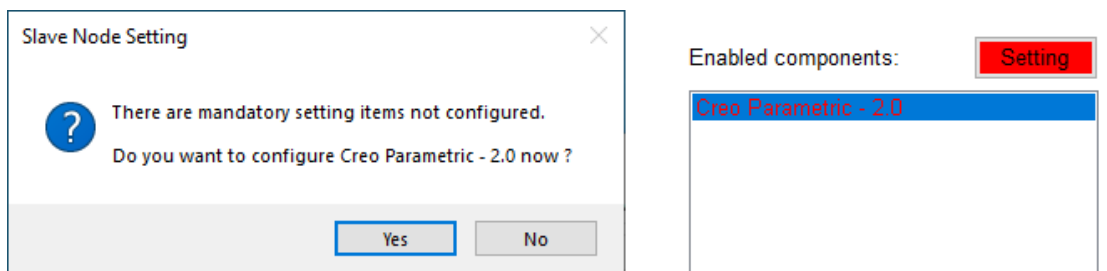 Slave Node Setting
There are mandatory setting items not configured.
Do you want to configure Creo Parametric - 2.0 now ?
Yes
No
Enabled components:
Setting
Creo Parametric - 2.0